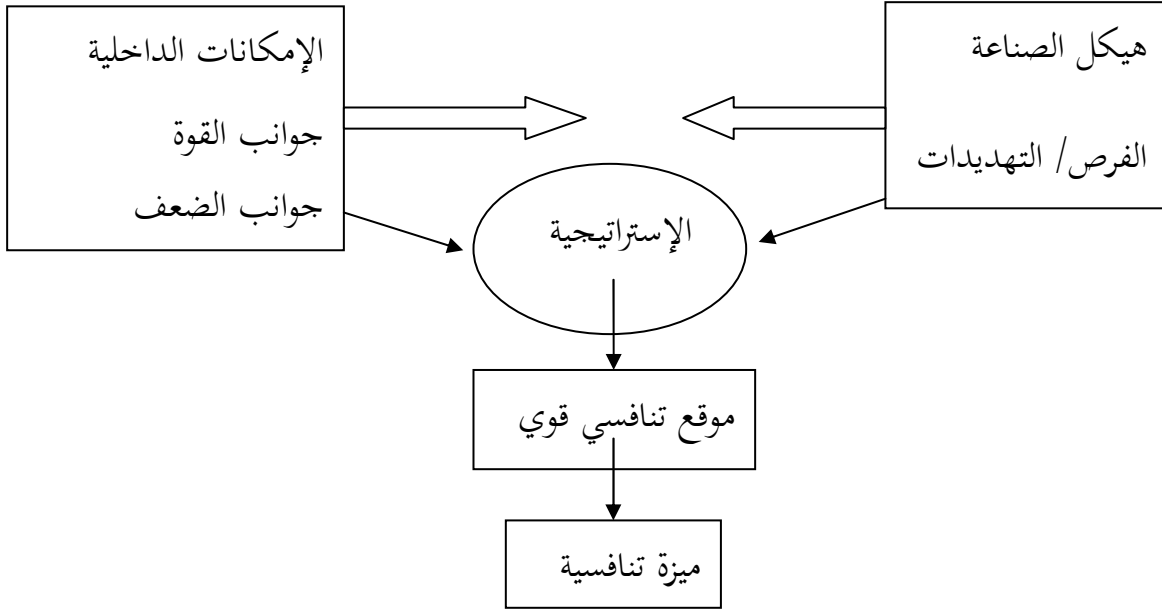 هيكل الصناعة
الفرص/ التهديدات
الإمكانات الداخلية
جوانب القوة
جوانب الضعف
الإستراتيجية
موقع تنافسي قوي
ميزة تنافسية